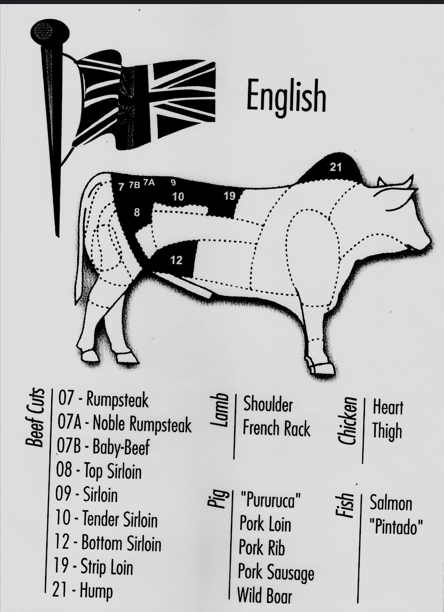 English
21
7 7B 7A 9
10 19
8
12
Beef Cuts
07 - Rumpsteak
07A - Noble Rumpsteak
07B - Baby-Beef
08 - Top Sirloin
09 - Sirloin
10 - Tender Sirloin
12 - Bottom Sirloin
19 - Strip Loin
21 - Hump
Lamb
Shoulder
French Rack
Chicken
Heart
Thigh
Pig
"Pururuca"
Pork Loin
Pork Rib
Pork Sausage
Wild Boar
Fish
Salmon
"Pintado"